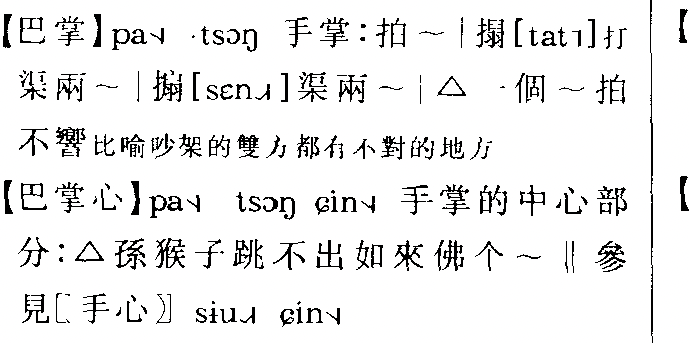 【巴掌】pa˧˩ tsɔŋ 手掌：拍～｜搨[tat˥]打
渠兩～｜搧[sɛn˩˧]渠兩～｜△一個～拍
不響比喻吵架的雙方都有不對的地方
【巴掌心】pa˧˩ tsɔŋ ɕin˧˩ 手掌的中心部
分：△孫猴子跳不出如來佛个～‖參
見〖手心〗siu˩˧ ɕin˧˩